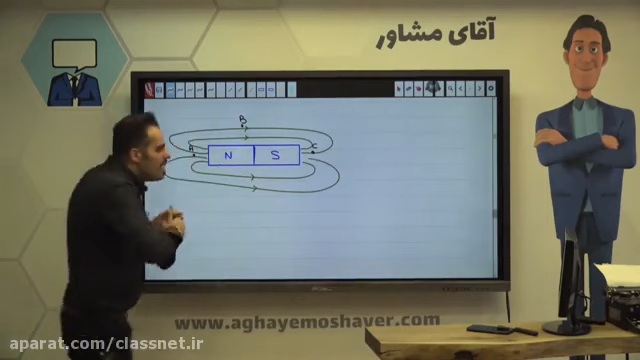 آقای مشاور
B
A
C
N S
www.aghayemoshaver.com
aparat.com/classnet.ir